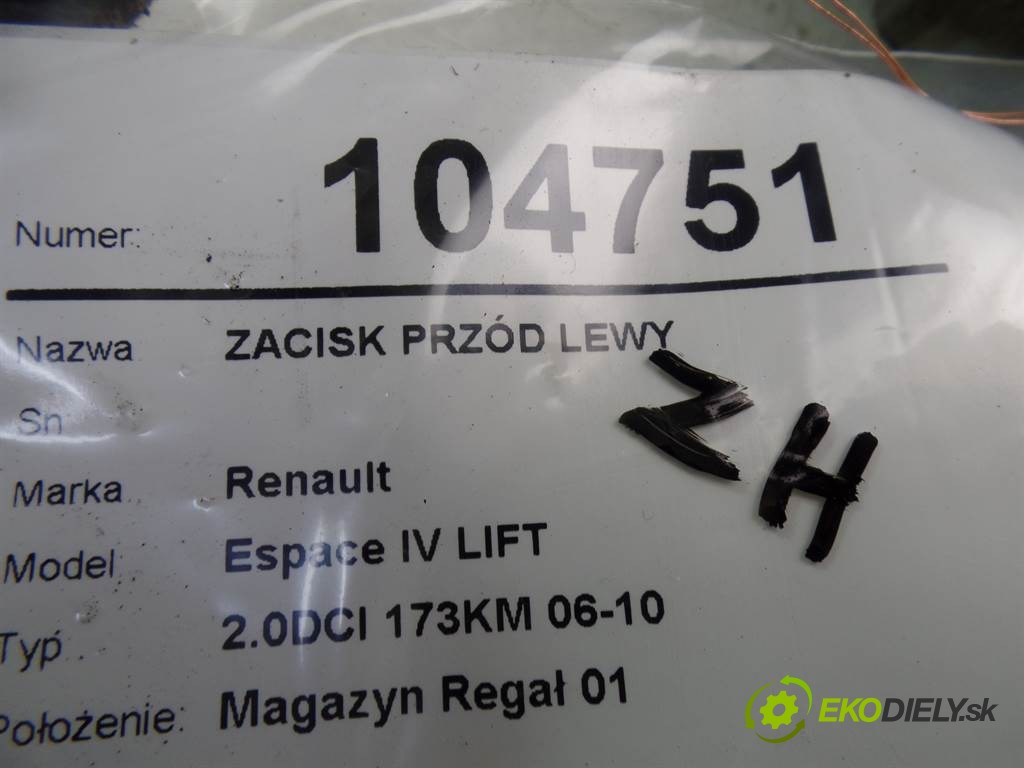 Numer: 104751
Nazwa ZACISK PRZÓD LEWY
Sn
ZH
Marka Renault
Model Espace IV LIFT
Typ 2.0DCI 173KM 06-10
Położenie: Magazyn Regał 01
EKODIELY.sk